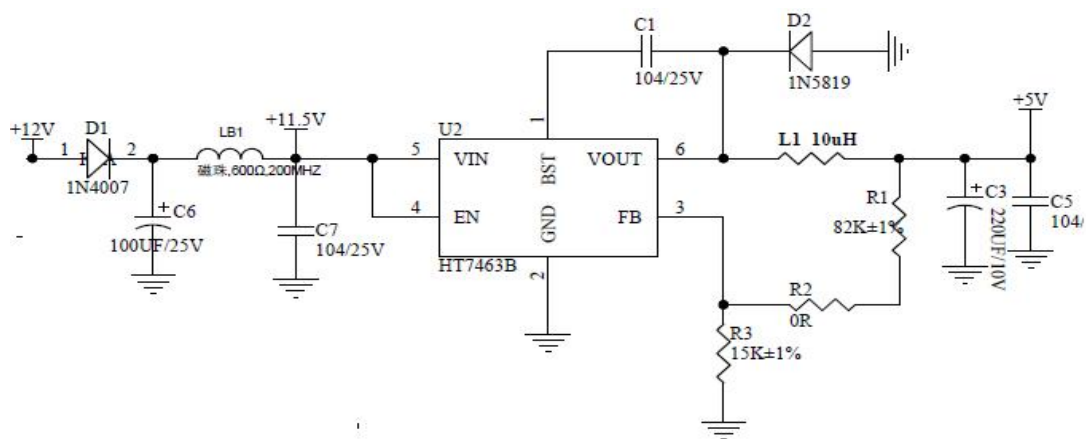 +12V
D1
1
2
1N4007
C6
100UF/25V
LB1
磁珠,600Ω,200MHZ
+11.5V
C7
104/25V
U2
5
VIN
4
EN
1
BST
GND
2
VOUT
6
FB
3
HT7463B
C1
104/25V
D2
1N5819
L1 10uH
R1
82K±1%
R2
0R
R3
15K±1%
+5V
C3
220UF/10V
C5
104/